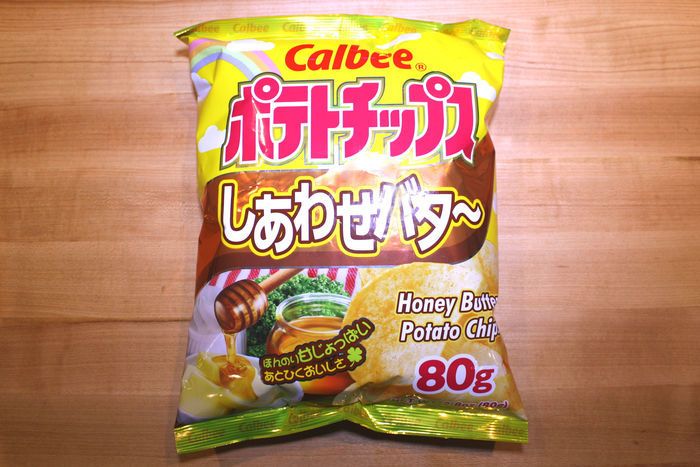 Calbee®
ポテトチップス
しあわせバタ～
Honey Butter
Potato Chip
ほんのり甘じょっぱい
あとひくおいしさ
80g
(80g)